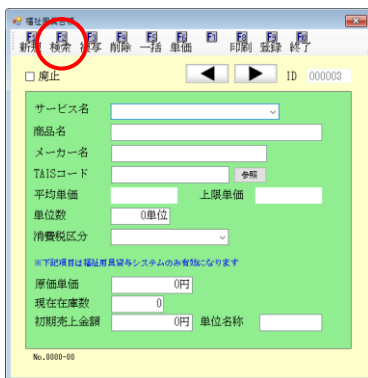 福祉用具台帳
F1 F2 F3 F4 F5 F6 F7 F8 F9 F10
新規 検索 複写 削除 一括 単価 印刷 登録 終了
廃止 ID 000003
サービス名
商品名
メーカー名
TAISコード 参照
平均単価 上限単価
単位数 0単位
消費税区分
※下記項目は福祉用具貸与システムのみ有効になります
原価単価 0円
現在在庫数 0
初期売上金額 0円 単位名称
No.0000-00